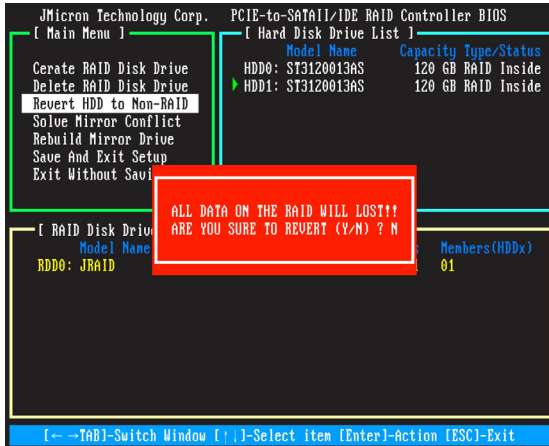 JMicron Technology Corp. PCIE-to-SATAII/IDE RAID Controller BIOS
[ Main Menu ]
Cerate RAID Disk Drive
Delete RAID Disk Drive
Revert HDD to Non-RAID
Solve Mirror Conflict
Rebuild Mirror Drive
Save And Exit Setup
Exit Without Savi
[ Hard Disk Drive List ]
Model Name Capacity Type/Status
HDD0: ST3120013AS 120 GB RAID Inside
HDD1: ST3120013AS 120 GB RAID Inside
ALL DATA ON THE RAID WILL LOST!!
ARE YOU SURE TO REVERT (Y/N) ? N
[ RAID Disk Driv
Model Name Members(HDDx)
RDD0: JRAID 01
[← →TAB]-Switch Window [↑↓]-Select item [Enter]-Action [ESC]-Exit